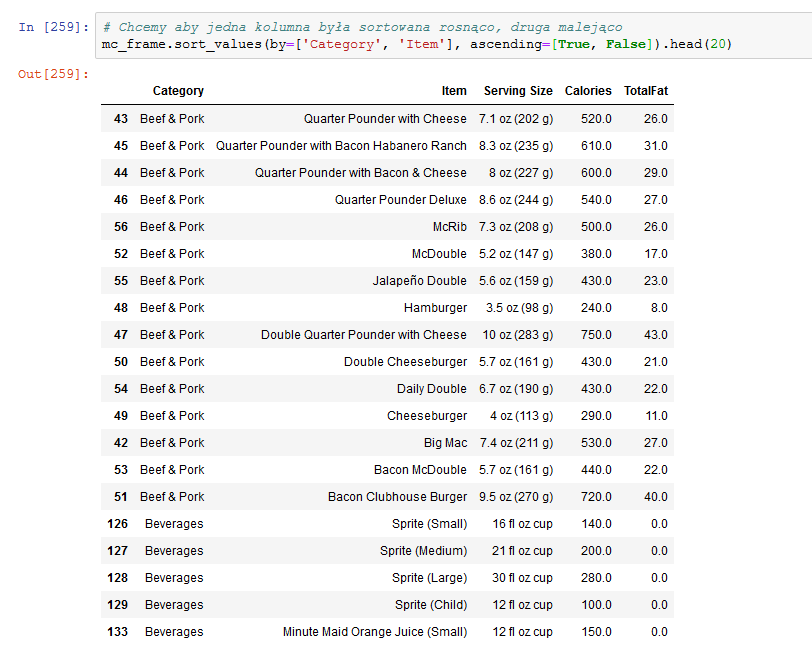 In [259]: # Chcemy aby jedna kolumna była sortowana rosnąco, druga malejąco
mc_frame.sort_values(by=['Category', 'Item'], ascending=[True, False]).head(20)
Out[259]:
Category Item Serving Size Calories TotalFat
43 Beef & Pork Quarter Pounder with Cheese 7.1 oz (202 g) 520.0 26.0
45 Beef & Pork Quarter Pounder with Bacon Habanero Ranch 8.3 oz (235 g) 610.0 31.0
44 Beef & Pork Quarter Pounder with Bacon & Cheese 8 oz (227 g) 600.0 29.0
46 Beef & Pork Quarter Pounder Deluxe 8.6 oz (244 g) 540.0 27.0
56 Beef & Pork McRib 7.3 oz (208 g) 500.0 26.0
52 Beef & Pork McDouble 5.2 oz (147 g) 380.0 17.0
55 Beef & Pork Jalapeño Double 5.6 oz (159 g) 430.0 23.0
48 Beef & Pork Hamburger 3.5 oz (98 g) 240.0 8.0
47 Beef & Pork Double Quarter Pounder with Cheese 10 oz (283 g) 750.0 43.0
50 Beef & Pork Double Cheeseburger 5.7 oz (161 g) 430.0 21.0
54 Beef & Pork Daily Double 6.7 oz (190 g) 430.0 22.0
49 Beef & Pork Cheeseburger 4 oz (113 g) 290.0 11.0
42 Beef & Pork Big Mac 7.4 oz (211 g) 530.0 27.0
53 Beef & Pork Bacon McDouble 5.7 oz (161 g) 440.0 22.0
51 Beef & Pork Bacon Clubhouse Burger 9.5 oz (270 g) 720.0 40.0
126 Beverages Sprite (Small) 16 fl oz cup 140.0 0.0
127 Beverages Sprite (Medium) 21 fl oz cup 200.0 0.0
128 Beverages Sprite (Large) 30 fl oz cup 280.0 0.0
129 Beverages Sprite (Child) 12 fl oz cup 100.0 0.0
133 Beverages Minute Maid Orange Juice (Small) 12 fl oz cup 150.0 0.0